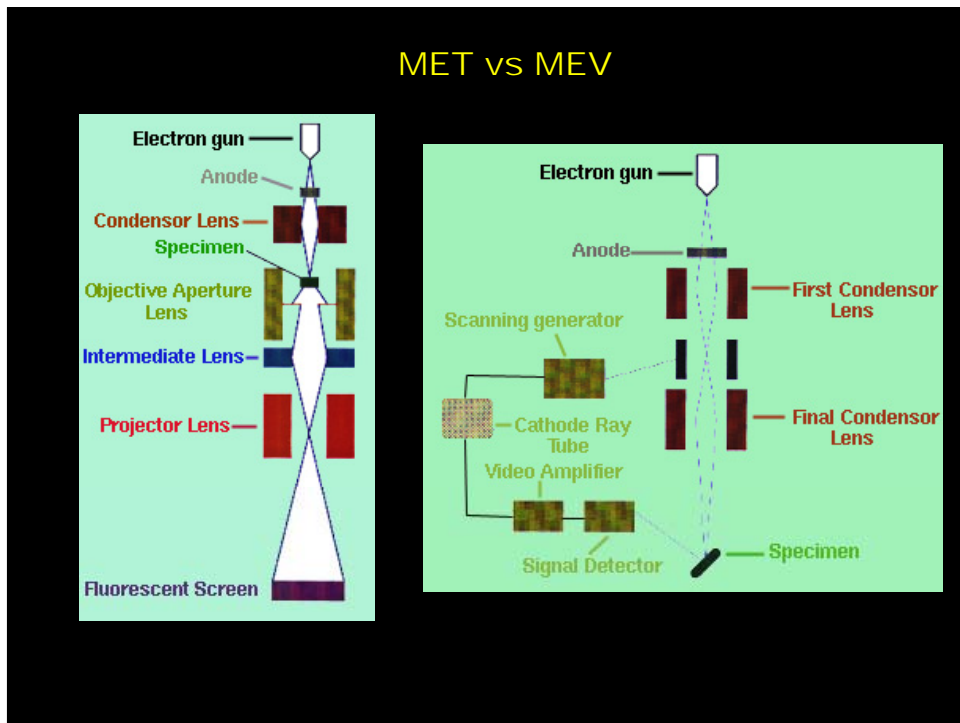 MET vs MEV
Electron gun
Anode
Condensor Lens
Specimen
Objective Aperture
Lens
Intermediate Lens
Projector Lens
Fluorescent Screen
Electron gun
Anode
First Condensor
Lens
Scanning generator
Cathode Ray
Tube
Final Condensor
Lens
Video Amplifier
Signal Detector
Specimen